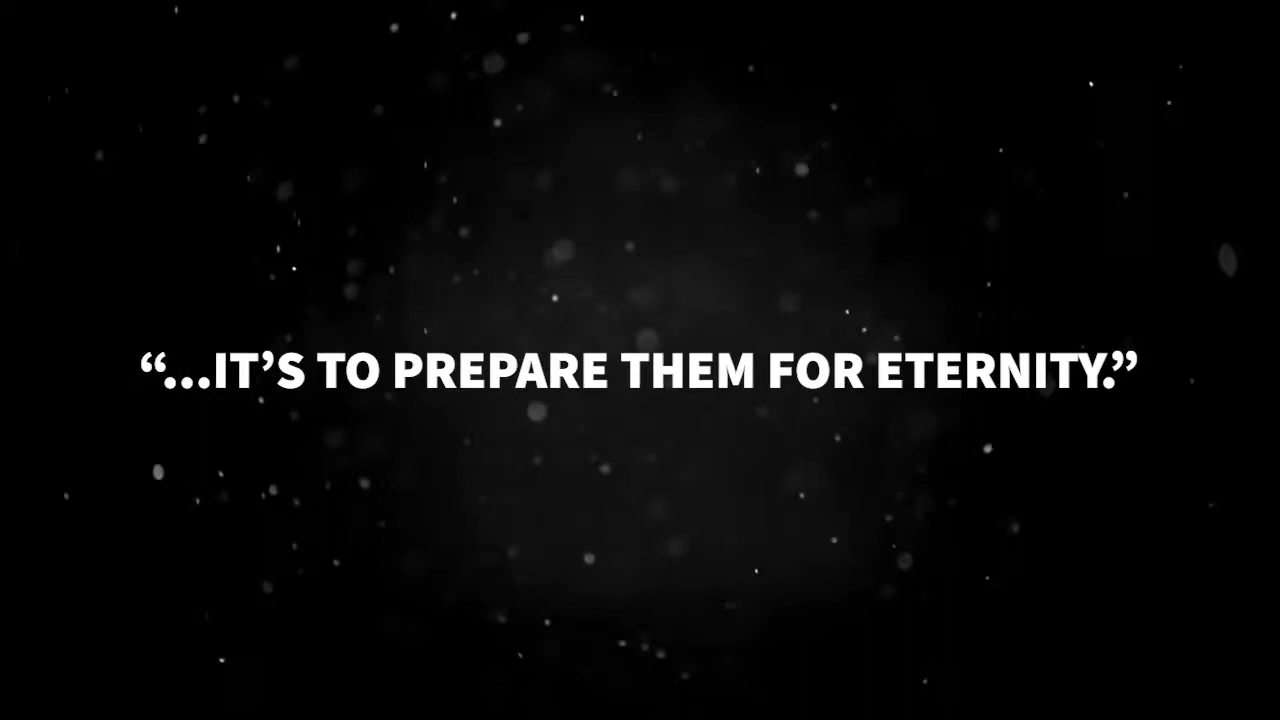 “...IT’S TO PREPARE THEM FOR ETERNITY.”